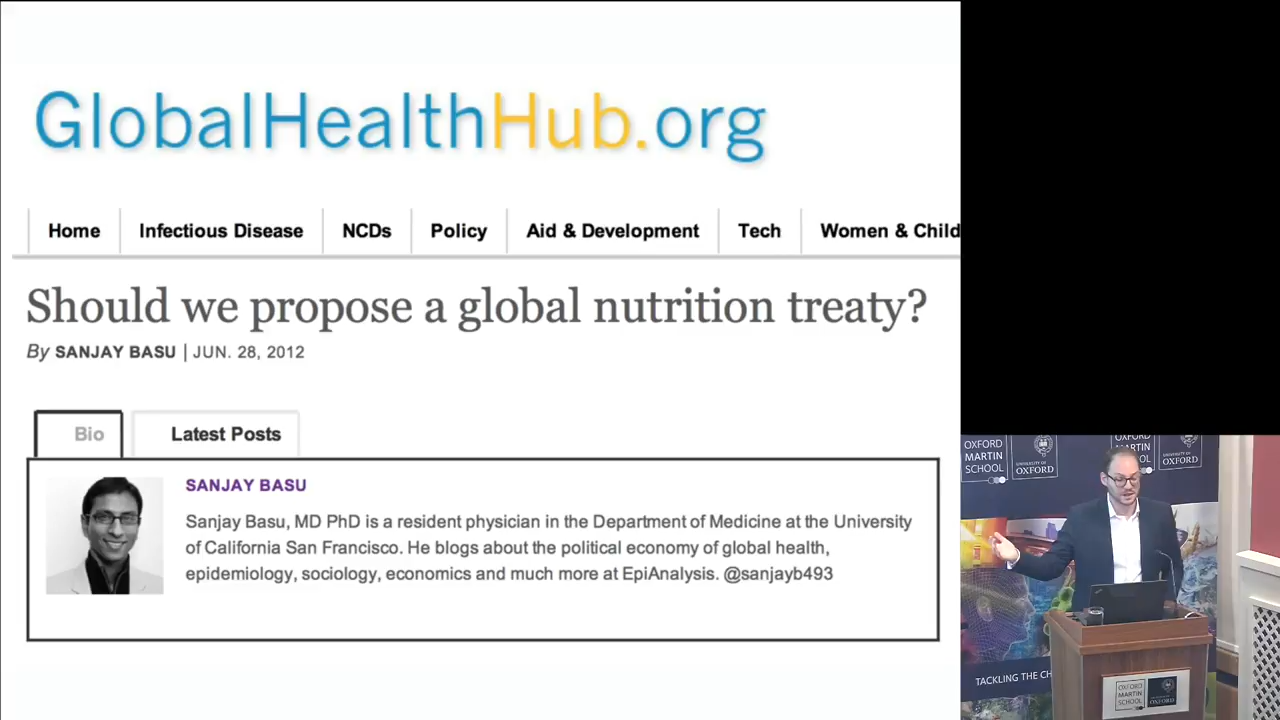 GlobalHealthHub.org
Home
Infectious Disease
NCDs
Policy
Aid & Development
Tech
Women & Child
Should we propose a global nutrition treaty?
By SANJAY BASU | JUN. 28, 2012
Bio
Latest Posts
SANJAY BASU
Sanjay Basu, MD PhD is a resident physician in the Department of Medicine at the University
of California San Francisco. He blogs about the political economy of global health,
epidemiology, sociology, economics and much more at EpiAnalysis. @sanjayb493
OXFORD
MARTIN
SCHOOL
UNIVERSITY OF
OXFORD
OXFORD
MARTIN
SCHOOL
UNIVERSITY OF
OXFORD
TACKLING THE CH
OXFORD
MARTIN
SCHOOL
OXFORD